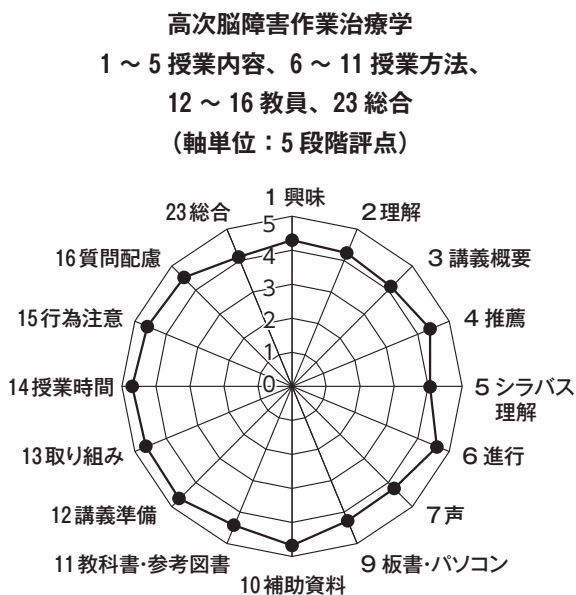 高次脳障害作業治療学
1 ～ 5 授業内容、6 ～ 11 授業方法、
12 ～ 16 教員、23 総合
（軸単位：5 段階評点）
1 興味
2 理解
3 講義概要
4 推薦
5 シラバス
理解
6 進行
7 声
9 板書・パソコン
10 補助資料
11 教科書・参考図書
12 講義準備
13 取り組み
14 授業時間
15 行為注意
16 質問配慮
23 総合
5
4
3
2
1
0